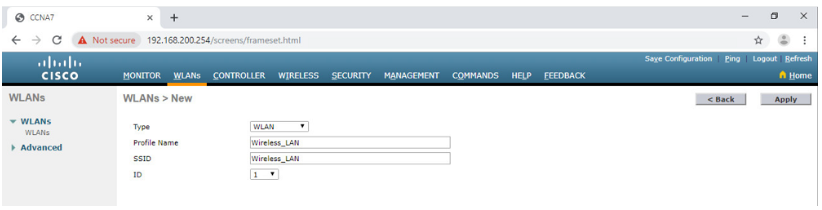 CCNA7
Not secure 192.168.200.254/screens/frameset.html
Save Configuration Ping Logout Refresh
CISCO MONITOR WLANs CONTROLLER WIRELESS SECURITY MANAGEMENT COMMANDS HELP FEEDBACK Home
WLANs WLANs > New < Back Apply
WLANs
WLANs
Advanced
Type WLAN
Profile Name Wireless_LAN
SSID Wireless_LAN
ID 1